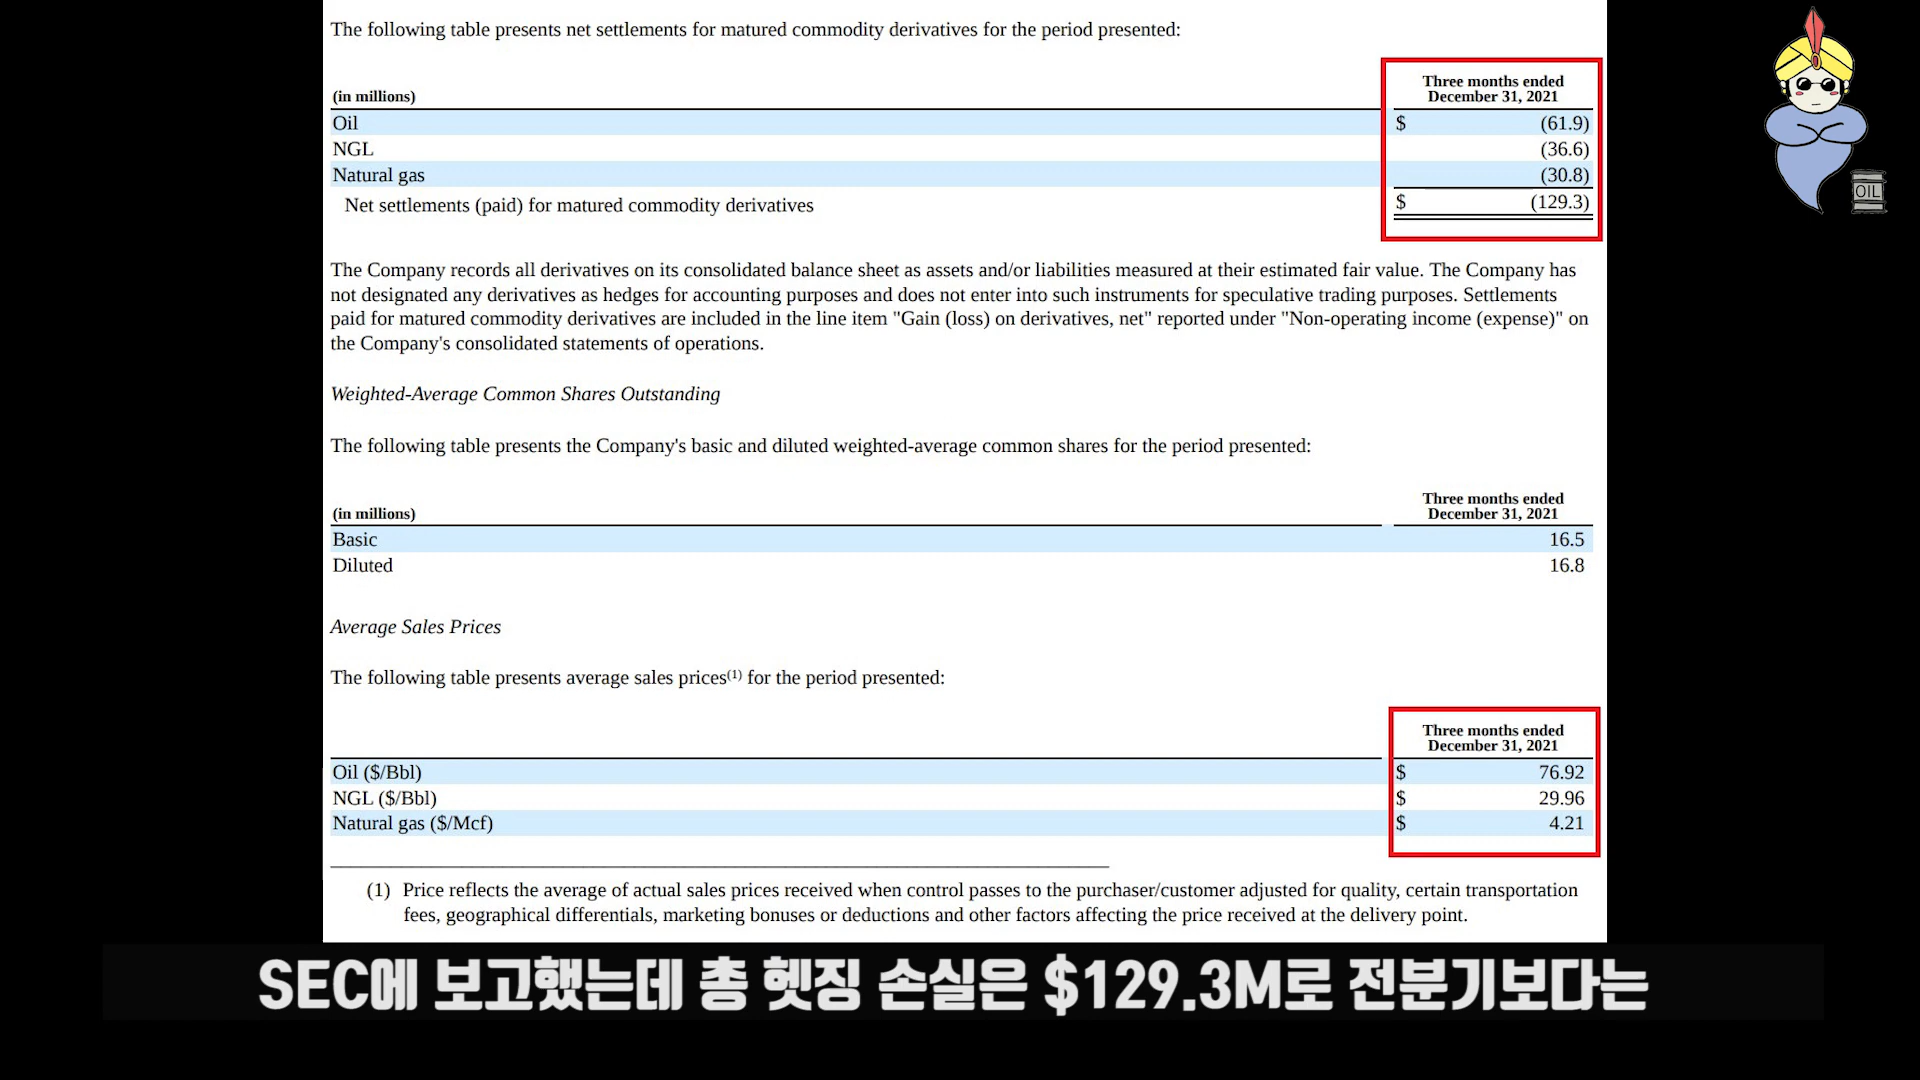 The following table presents net settlements for matured commodity derivatives for the period presented:
Three months ended
(in millions) December 31, 2021
Oil $ (61.9)
NGL (36.6)
Natural gas (30.8)
Net settlements (paid) for matured commodity derivatives $ (129.3)
OIL
The Company records all derivatives on its consolidated balance sheet as assets and/or liabilities measured at their estimated fair value. The Company has
not designated any derivatives as hedges for accounting purposes and does not enter into such instruments for speculative trading purposes. Settlements
paid for matured commodity derivatives are included in the line item "Gain (loss) on derivatives, net" reported under "Non-operating income (expense)" on
the Company's consolidated statements of operations.
Weighted-Average Common Shares Outstanding
The following table presents the Company's basic and diluted weighted-average common shares for the period presented:
Three months ended
(in millions) December 31, 2021
Basic 16.5
Diluted 16.8
Average Sales Prices
The following table presents average sales prices(1) for the period presented:
Three months ended
December 31, 2021
Oil ($/Bbl) $ 76.92
NGL ($/Bbl) $ 29.96
Natural gas ($/Mcf) $ 4.21
(1) Price reflects the average of actual sales prices received when control passes to the purchaser/customer adjusted for quality, certain transportation
fees, geographical differentials, marketing bonuses or deductions and other factors affecting the price received at the delivery point.
SEC에 보고했는데 총 헷징 손실은 $129.3M로 전분기보다는